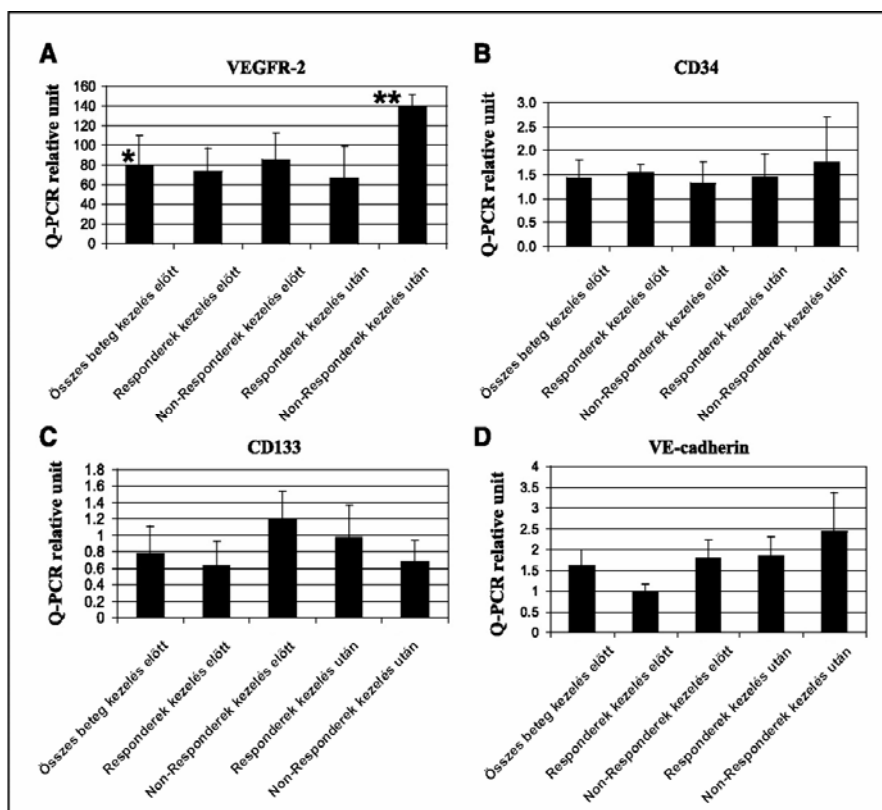 A
VEGFR-2
Q-PCR relative unit
160
140
120
100
80
60
40
20
0
*
**
Összes beteg kezelés előtt
Responderek kezelés előtt
Non-Responderek kezelés előtt
Responderek kezelés után
Non-Responderek kezelés után
B
CD34
Q-PCR relative unit
3.0
2.5
2.0
1.5
1.0
0.5
0.0
Összes beteg kezelés előtt
Responderek kezelés előtt
Non-Responderek kezelés előtt
Responderek kezelés után
Non-Responderek kezelés után
C
CD133
Q-PCR relative unit
1.8
1.6
1.4
1.2
1
0.8
0.6
0.4
0.2
0
Összes beteg kezelés előtt
Responderek kezelés előtt
Non-Responderek kezelés előtt
Responderek kezelés után
Non-Responderek kezelés után
D
VE-cadherin
Q-PCR relative unit
4
3.5
3
2.5
2
1.5
1
1.5
0
Összes beteg kezelés előtt
Responderek kezelés előtt
Non-Responderek kezelés előtt
Responderek kezelés után
Non-Responderek kezelés után